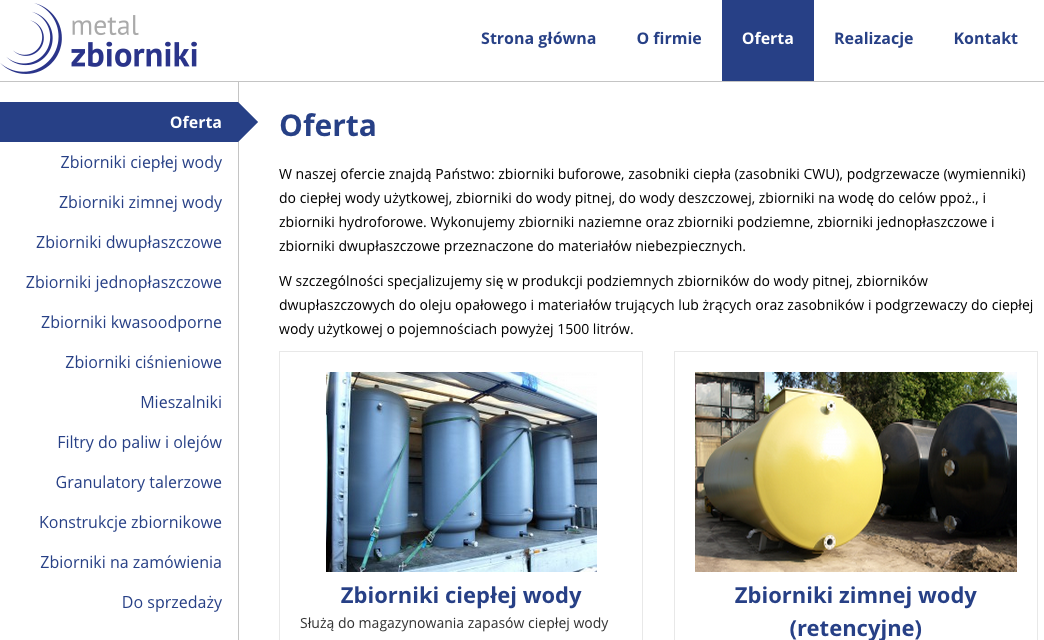 metal
zbiorniki
Strona główna
O firmie
Oferta
Realizacje
Kontakt
Oferta
Zbiorniki ciepłej wody
Zbiorniki zimnej wody
Zbiorniki dwupłaszczowe
Zbiorniki jednopłaszczowe
Zbiorniki kwasoodporne
Zbiorniki ciśnieniowe
Mieszalniki
Filtry do paliw i olejów
Granulatory talerzowe
Konstrukcje zbiornikowe
Zbiorniki na zamówienia
Do sprzedaży
Oferta
W naszej ofercie znajdą Państwo: zbiorniki buforowe, zasobniki ciepła (zasobniki CWU), podgrzewacze (wymienniki)
do ciepłej wody użytkowej, zbiorniki do wody pitnej, do wody deszczowej, zbiorniki na wodę do celów ppoż., i
zbiorniki hydroforowe. Wykonujemy zbiorniki naziemne oraz zbiorniki podziemne, zbiorniki jednopłaszczowe i
zbiorniki dwupłaszczowe przeznaczone do materiałów niebezpiecznych.
W szczególności specjalizujemy się w produkcji podziemnych zbiorników do wody pitnej, zbiorników
dwupłaszczowych do oleju opałowego i materiałów trujących lub żrących oraz zasobników i podgrzewaczy do ciepłej
wody użytkowej o pojemnościach powyżej 1500 litrów.
Zbiorniki ciepłej wody
Służą do magazynowania zapasów ciepłej wody
Zbiorniki zimnej wody
(retencyjne)